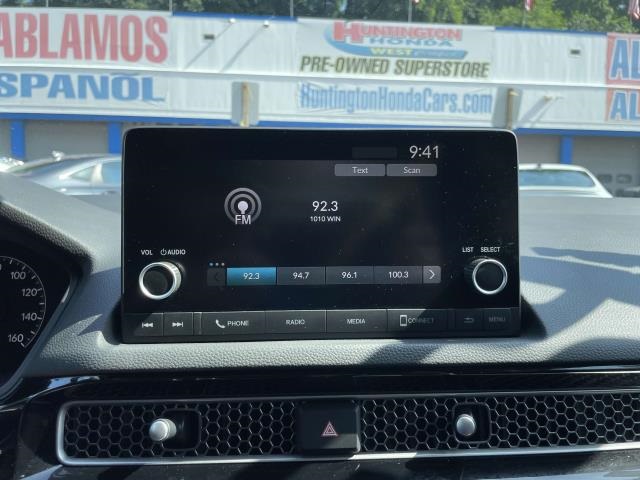 ABLAMOS
SPAÑOL
HUNTINGTON
HONDA
WEST
PRE-OWNED SUPERSTORE
HuntingtonHondaCars.com
AL
AL
9:41
Text
Scan
FM
92.3
1010 WIN
VOL
AUDIO
LIST
SELECT
92.3
94.7
96.1
100.3
PHONE
RADIO
MEDIA
CONNECT
MENU
100
120
140
160